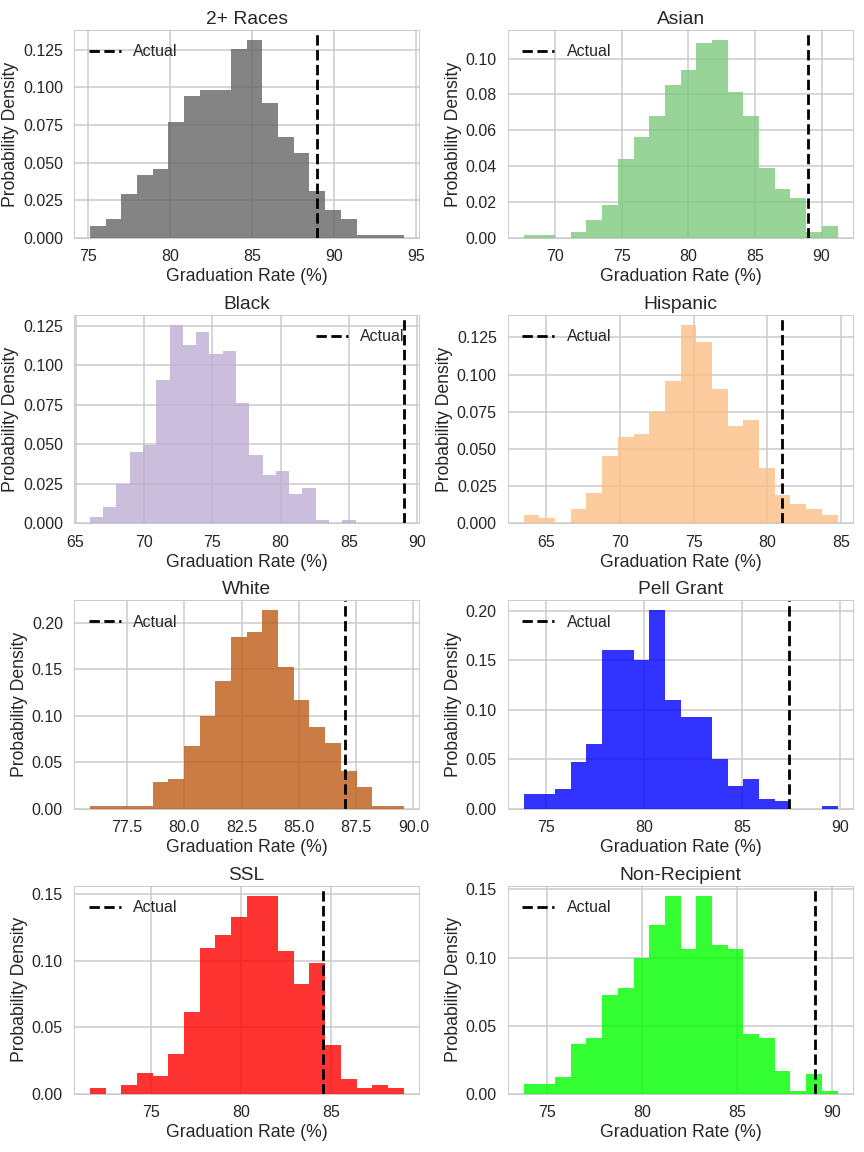 2+ Races
Actual
Probability Density
0.125
0.100
0.075
0.050
0.025
0.000
75 80 85 90 95
Graduation Rate (%)
Asian
Actual
Probability Density
0.10
0.08
0.06
0.04
0.02
0.00
70 75 80 85 90
Graduation Rate (%)
Black
Actual
Probability Density
0.125
0.100
0.075
0.050
0.025
0.000
65 70 75 80 85 90
Graduation Rate (%)
Hispanic
Actual
Probability Density
0.125
0.100
0.075
0.050
0.025
0.000
65 70 75 80 85
Graduation Rate (%)
White
Actual
Probability Density
0.20
0.15
0.10
0.05
0.00
77.5 80.0 82.5 85.0 87.5 90.0
Graduation Rate (%)
Pell Grant
Actual
Probability Density
0.20
0.15
0.10
0.05
0.00
75 80 85 90
Graduation Rate (%)
SSL
Actual
Probability Density
0.15
0.10
0.05
0.00
75 80 85
Graduation Rate (%)
Non-Recipient
Actual
Probability Density
0.15
0.10
0.05
0.00
75 80 85 90
Graduation Rate (%)